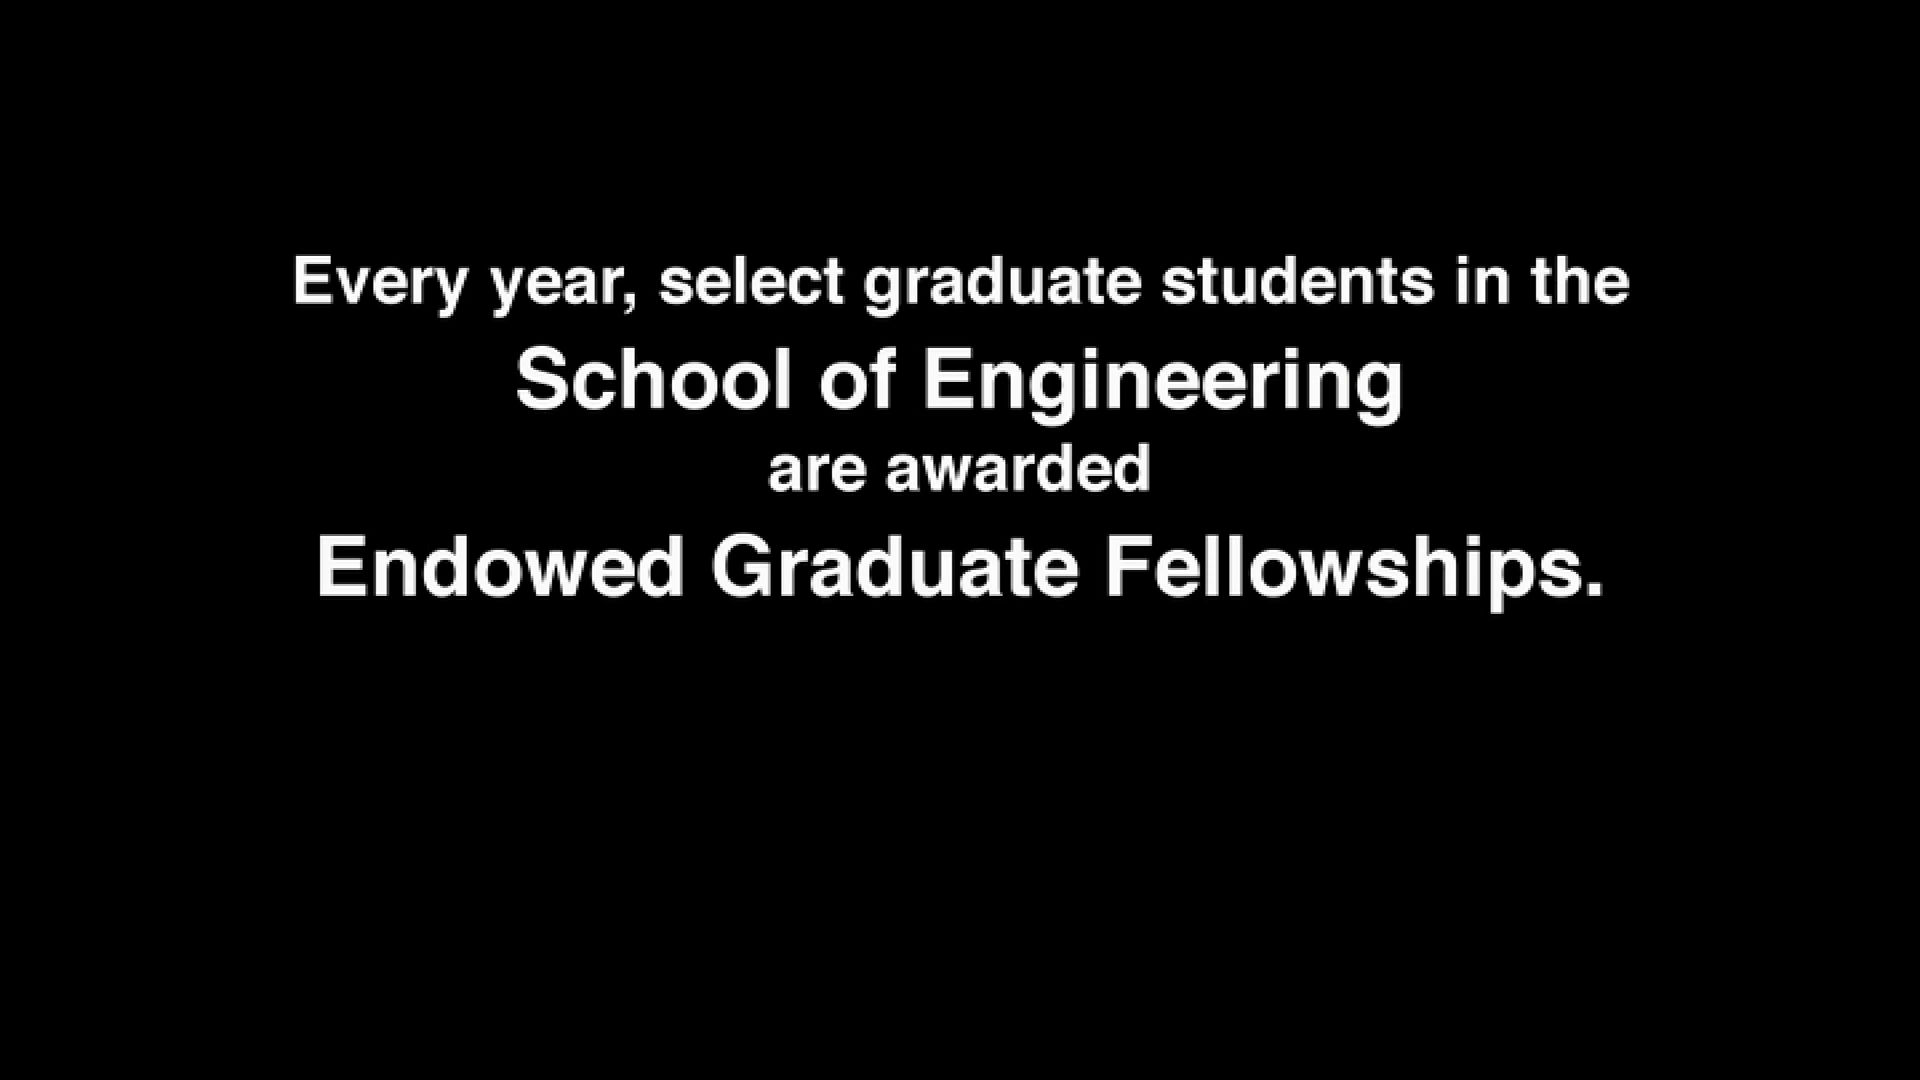 Every year, select graduate students in the
School of Engineering
are awarded
Endowed Graduate Fellowships.